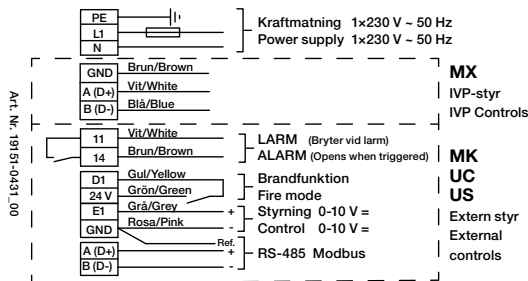 PE
L1
N
Kraftmatning 1×230 V ~ 50 Hz
Power supply 1×230 V ~ 50 Hz
GND Brun/Brown
A (D+) Vit/White
B (D-) Blå/Blue
MX
IVP-styr
IVP Controls
Art. Nr. 19151-0431_00
11 Vit/White
14 Brun/Brown
LARM (Bryter vid larm)
ALARM (Opens when triggered)
D1 Gul/Yellow
24 V Grön/Green
Brandfunktion
Fire mode
E1 Grå/Grey + Styrning 0-10 V =
GND Rosa/Pink - Control 0-10 V =
Ref.
A (D+) +
B (D-) -
RS-485 Modbus
MK
UC
US
Extern styr
External
controls